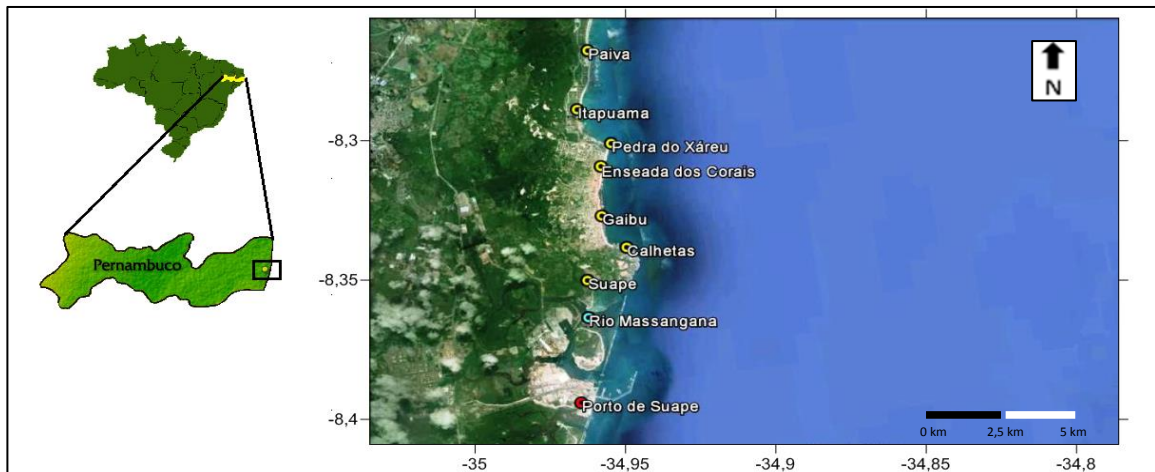 Pernambuco
N
Paiva
Itapuama
Pedra do Xáreu
Enseada dos Corais
Gaibu
Calhetas
Suape
Rio Massangana
Porto de Suape
-8,3
-8,35
-8,4
0 km 2,5 km 5 km
-35 -34,95 -34,9 -34,85 -34,8